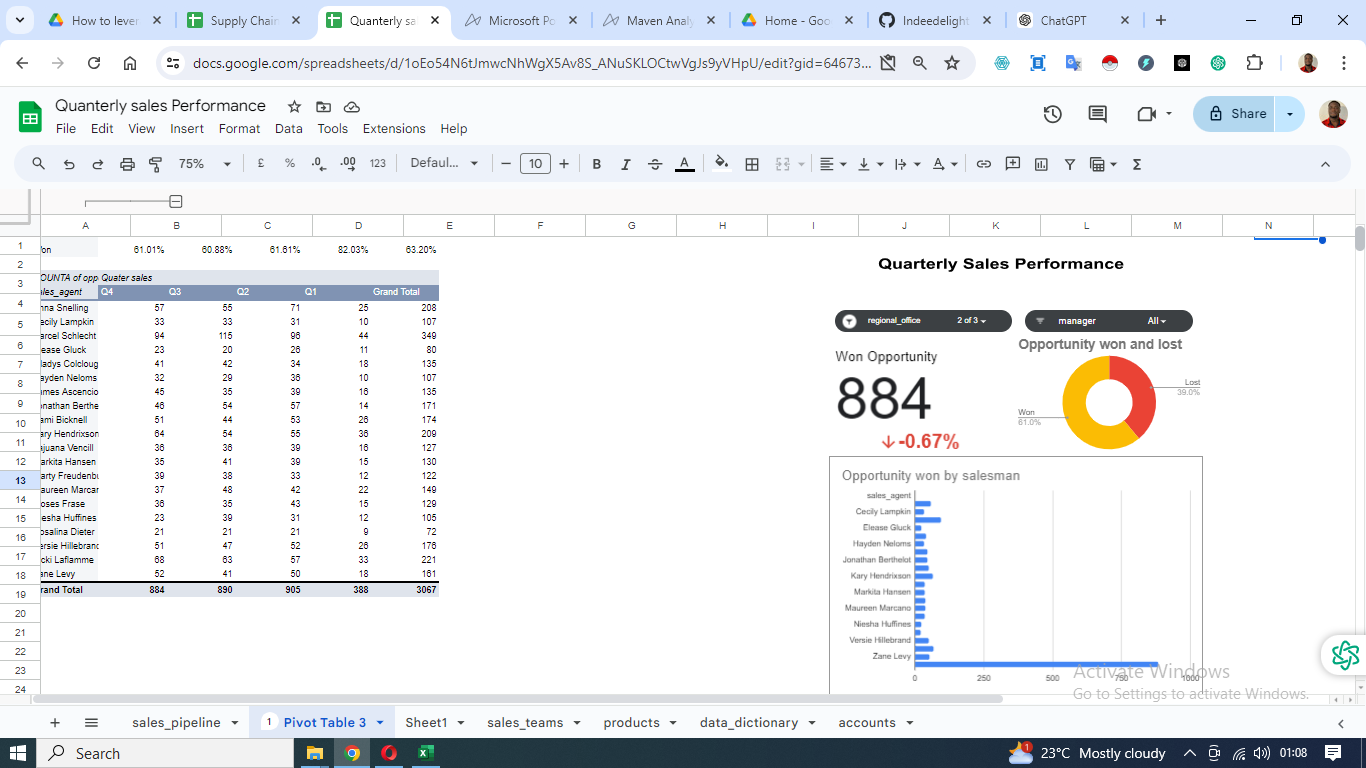 How to lever
Supply Chain
Quanterly sa
Microsoft Po
Maven Analy
Home - Goo
Indeedelight
ChatGPT
docs.google.com/spreadsheets/d/1oEo54N6tJmwcNhWgX5Av8S_ANuSKLOCtwVgJs9yVHpU/edit?gid=64673...
Quanterly sales Performance
File Edit View Insert Format Data Tools Extensions Help
Share
75% £ % .0 .00 123 Defaul... 10 B I A
A B C D E F G H I J K L M N
1 on 61.01% 60.88% 61.61% 82.03% 63.20%
2
3
4
5
6
7
8
9
10
11
12
13
14
15
16
17
18
19
20
21
22
23
24
OUNTA of opp Quater sales
les_agent Q4 Q3 Q2 Q1 Grand Total
nna Snelling 57 55 71 25 208
ecily Lampkin 33 33 31 10 107
arcel Schlecht 94 115 96 44 349
ease Gluck 23 20 26 11 80
ladys Colcloug 41 42 34 18 135
ayden Neloms 32 29 36 10 107
mes Ascencio 45 35 39 16 135
onathan Berthe 46 54 57 14 171
ami Bicknell 51 44 53 26 174
ary Hendrixson 64 54 55 36 209
ajuana Vencill 36 36 39 16 127
arkita Hansen 35 41 39 15 130
arty Freudenbu 39 38 33 12 122
aureen Marcar 37 48 42 22 149
oses Frase 36 35 43 15 129
esha Huffines 23 39 31 12 105
osalina Dieter 21 21 21 9 72
ersie Hillebranc 51 47 52 26 176
cki Laflamme 68 63 57 33 221
ane Levy 52 41 50 18 161
rand Total 884 890 905 388 3067
Quarterly Sales Performance
regional_office 2 of 3
manager All
Won Opportunity
884
-0.67%
Opportunity won and lost
Lost
39.0%
Won
61.0%
Opportunity won by salesman
sales_agent
Cecily Lampkin
Elease Gluck
Hayden Neloms
Jonathan Berthelot
Kary Hendrixson
Markita Hansen
Maureen Marcano
Niesha Huffines
Versie Hillebrand
Zane Levy
0 250 500 750 1000
Activate Windows
Go to Settings to activate Windows.
sales_pipeline
1 Pivot Table 3
Sheet1
sales_teams
products
data_dictionary
accounts
Search
1
23°C Mostly cloudy
01:08